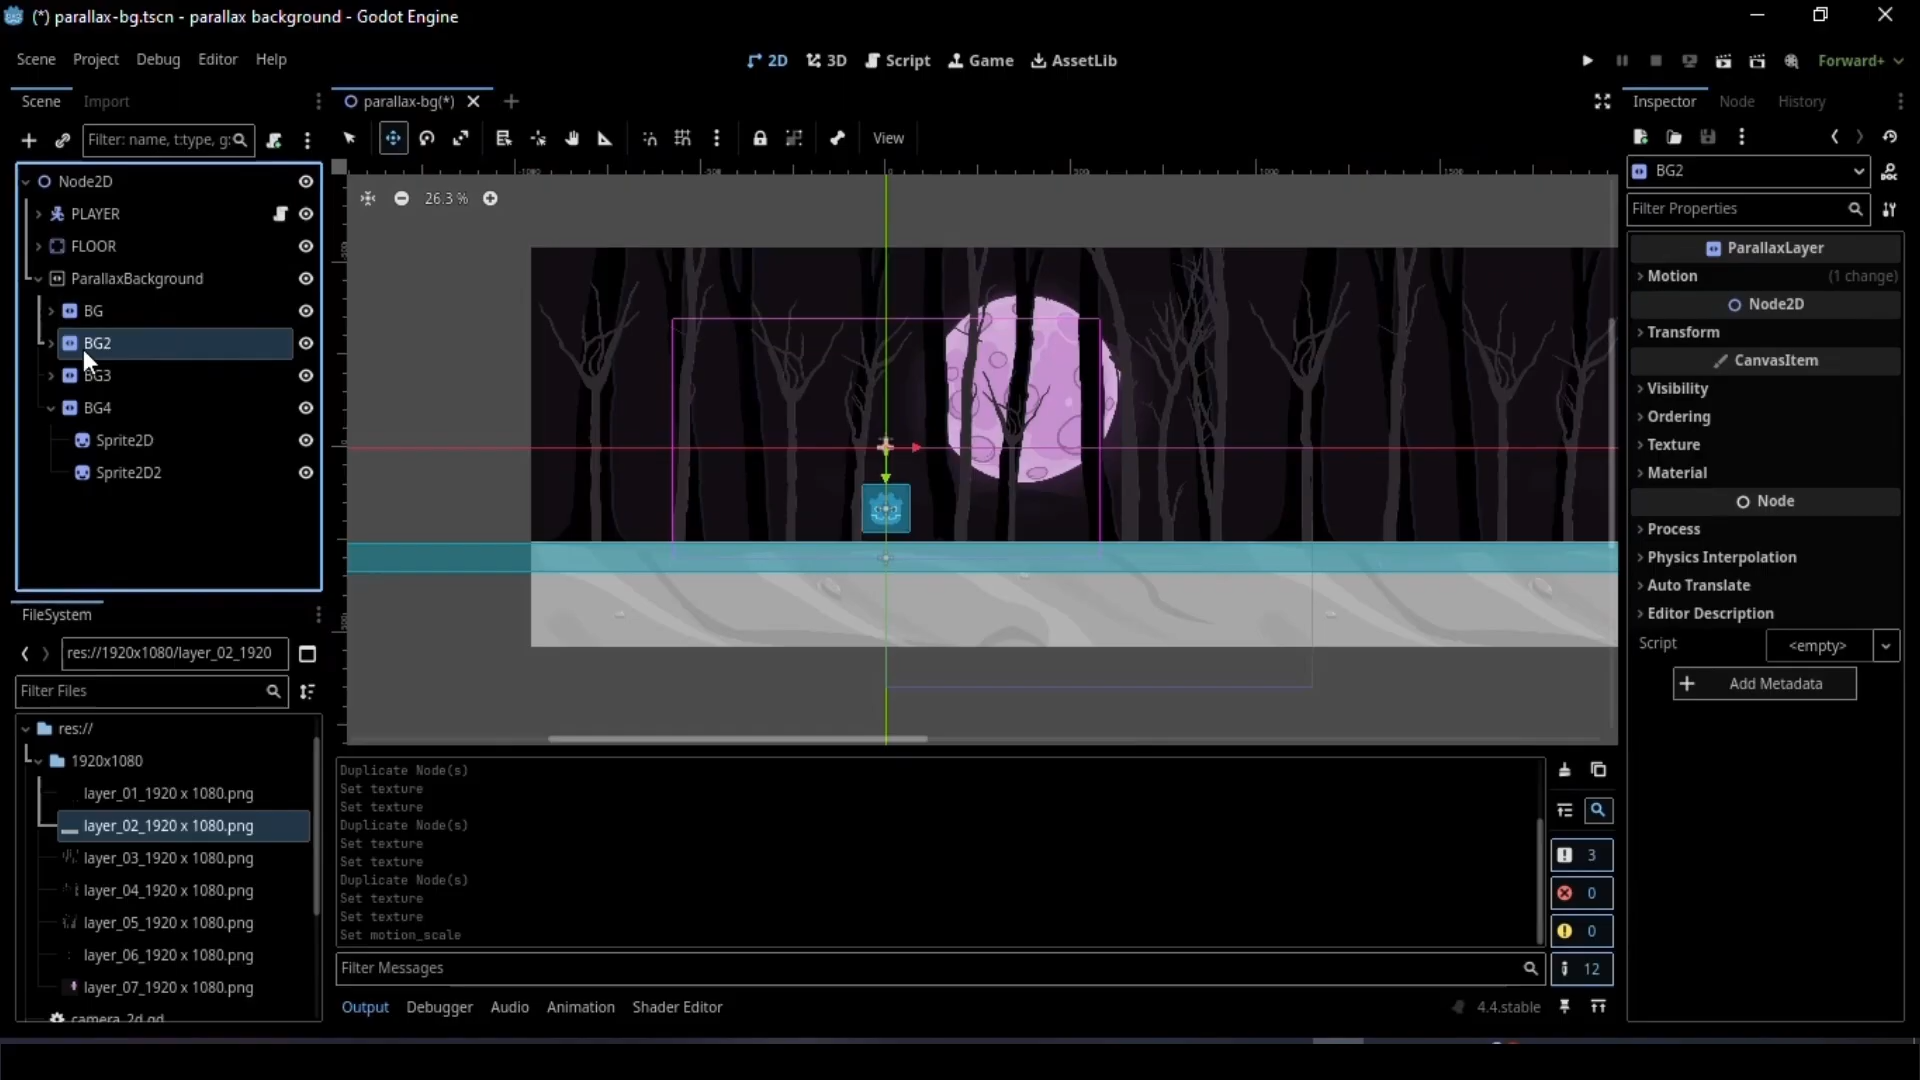 (*) parallax-bg.tscn - parallax background - Godot Engine
Scene Project Debug Editor Help
2D 3D Script Game AssetLib
Forward+
Scene Import
parallax-bg(*)
Inspector Node History
Filter: name, t:type, g:
View
BG2
26.3 %
Filter Properties
Node2D
PLAYER
FLOOR
ParallaxBackground
BG
BG2
BG3
BG4
Sprite2D
Sprite2D2
ParallaxLayer
Motion (1 change)
Node2D
Transform
CanvasItem
Visibility
Ordering
Texture
Material
Node
Process
Physics Interpolation
Auto Translate
Editor Description
Script <empty>
Add Metadata
FileSystem
res://1920x1080/layer_02_1920
Filter Files
res://
1920x1080
layer_01_1920 x 1080.png
layer_02_1920 x 1080.png
layer_03_1920 x 1080.png
layer_04_1920 x 1080.png
layer_05_1920 x 1080.png
layer_06_1920 x 1080.png
layer_07_1920 x 1080.png
camera_2d.gd
Duplicate Node(s)
Set texture
Set texture
Duplicate Node(s)
Set texture
Set texture
Duplicate Node(s)
Set texture
Set texture
Set motion_scale
3
0
0
12
Filter Messages
Output Debugger Audio Animation Shader Editor
4.4.stable